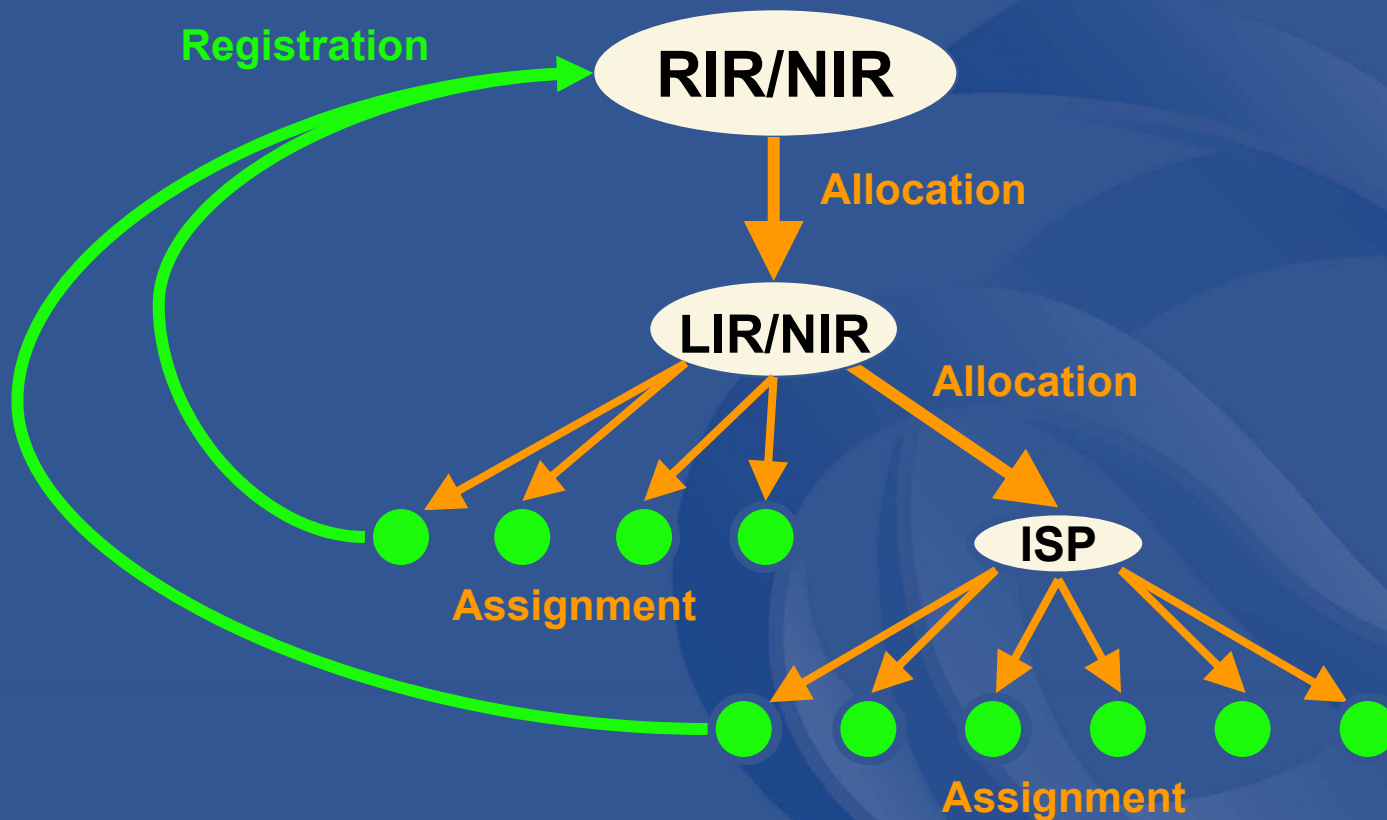 Registration
RIR/NIR
Allocation
LIR/NIR
Allocation
ISP
Assignment
Assignment